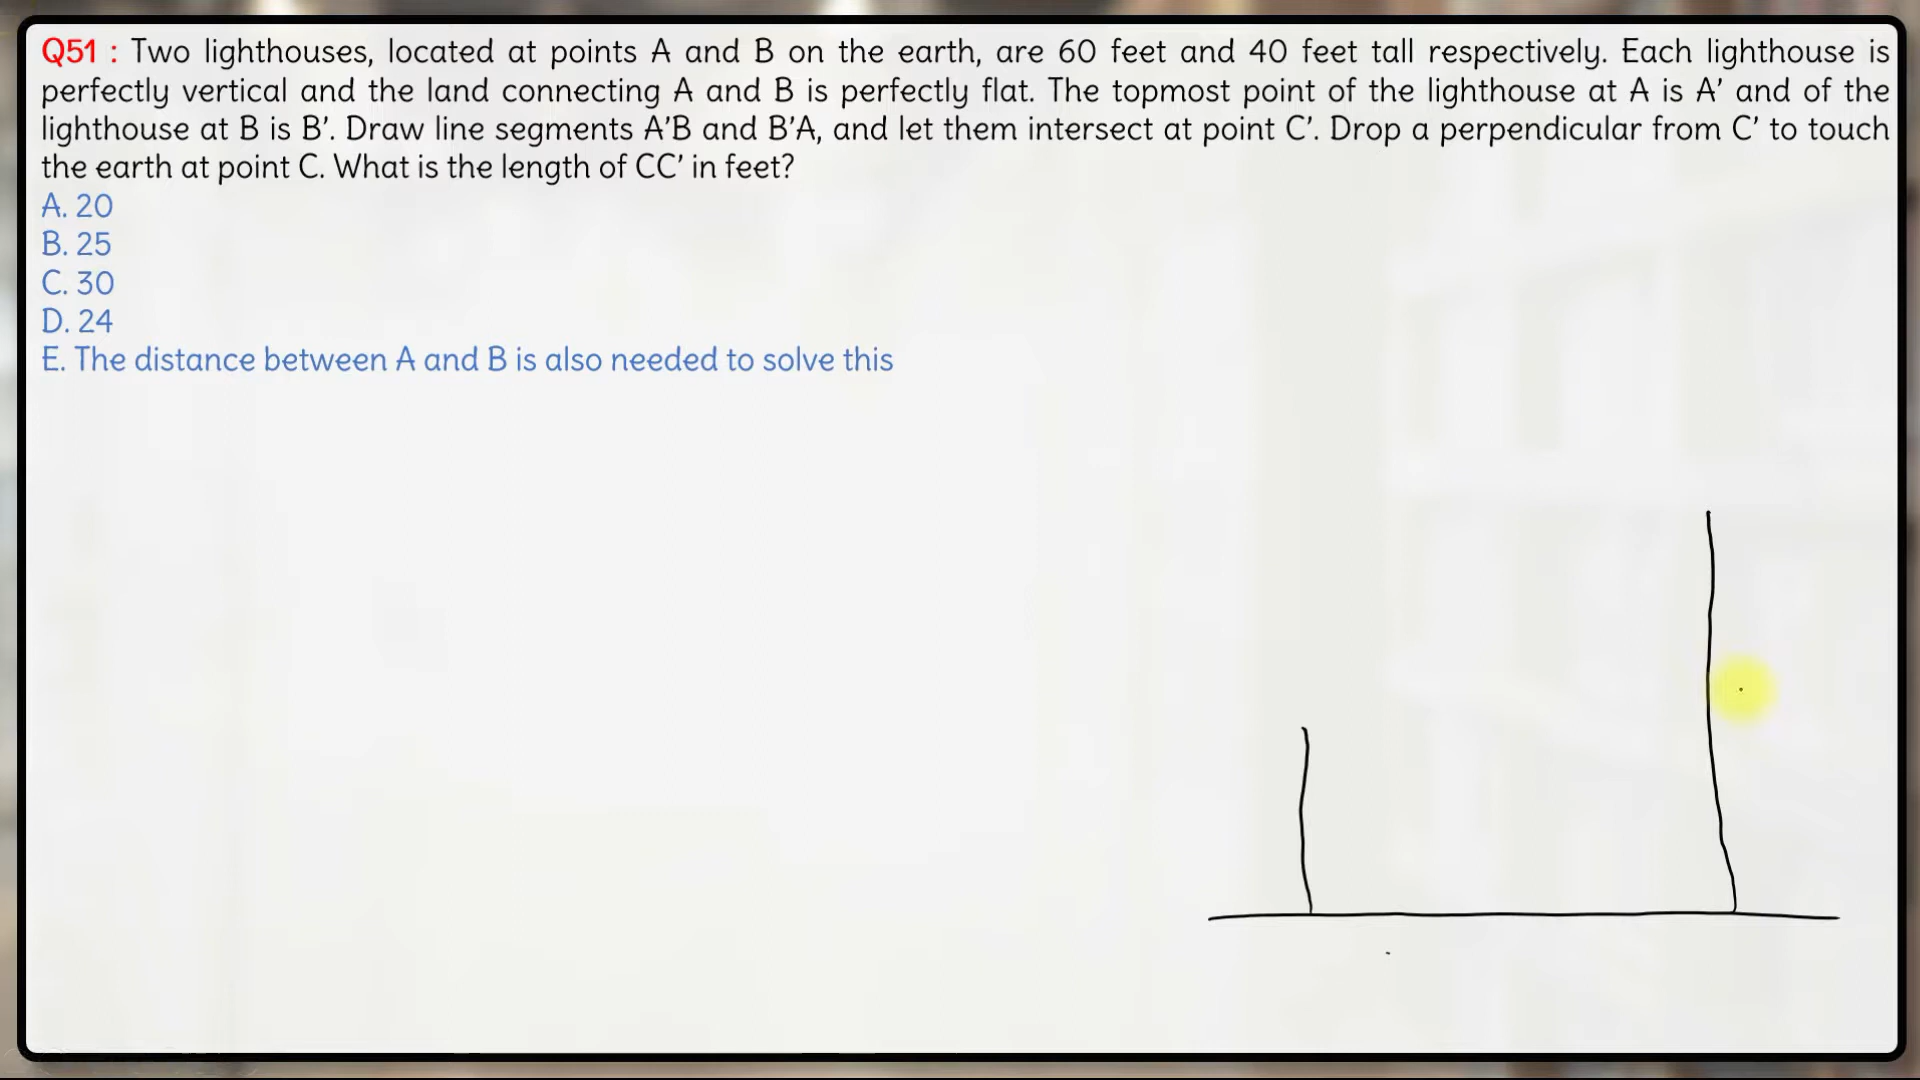 Q51 : Two lighthouses, located at points A and B on the earth, are 60 feet and 40 feet tall respectively. Each lighthouse is
perfectly vertical and the land connecting A and B is perfectly flat. The topmost point of the lighthouse at A is A’ and of the
lighthouse at B is B’. Draw line segments A’B and B’A, and let them intersect at point C’. Drop a perpendicular from C’ to touch
the earth at point C. What is the length of CC’ in feet?
A. 20
B. 25
C. 30
D. 24
E. The distance between A and B is also needed to solve this